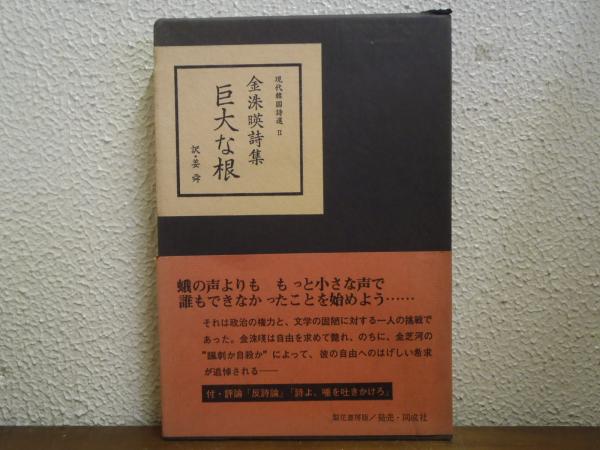 現代韓国詩選 Ⅱ
金洙暎詩集
巨大な根
訳・姜 舜
蛾の声よりも もっと小さな声で
誰もできなかったことを始めよう……
それは政治の権力と、文学の固陋に対する一人の挑戦で
あった。金洙暎は自由を求めて斃れ、のちに、金芝河の
"諷刺か自殺か"によって、彼の自由へのはげしい希求
が追悼される——
付・評論「反詩論」「詩よ、唾を吐きかけろ」
梨花書房版/発売・同成社